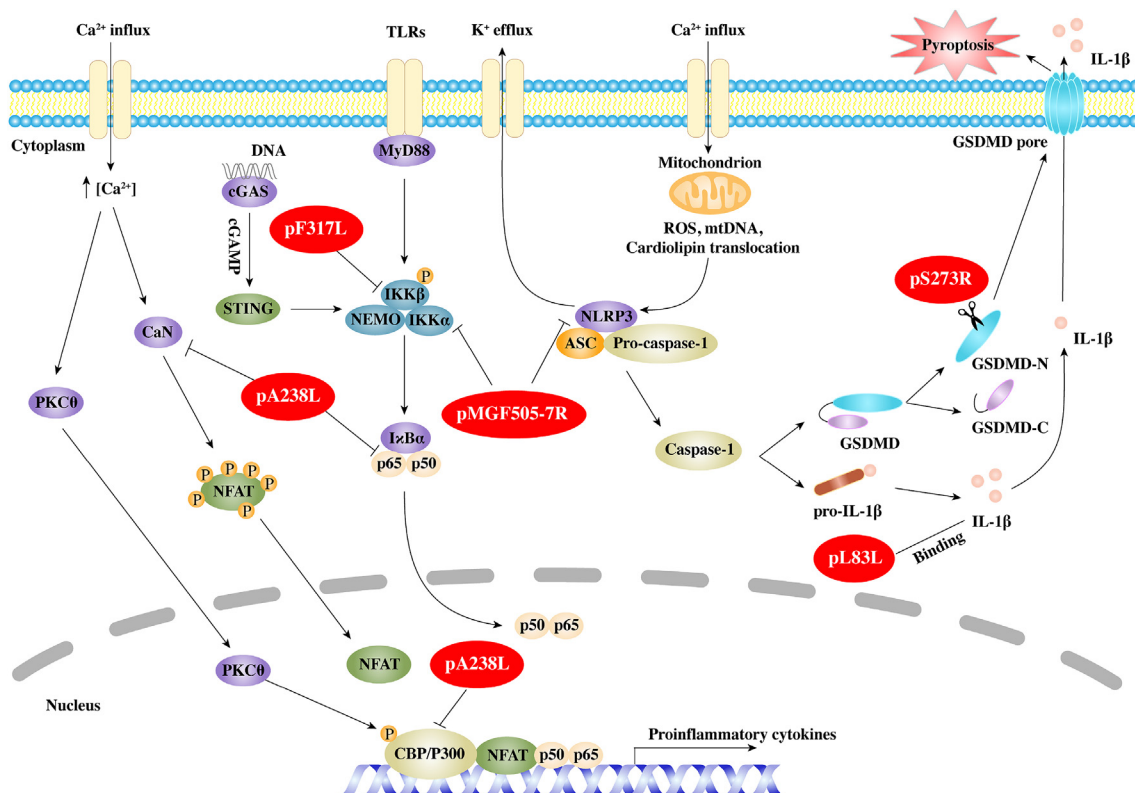 Ca²⁺ influx
TLRs
K⁺ efflux
Ca²⁺ influx
Pyroptosis
IL-1β
Cytoplasm
MyD88
GSDMD pore
DNA
cGAS
Mitochondrion
↑ [Ca²⁺]
cGAMP
pF317L
ROS, mtDNA,
Cardiolipin translocation
P
IKKβ
pS273R
STING
NEMO
IKKα
NLRP3
CaN
ASC
Pro-caspase-1
IL-1β
GSDMD-N
PKCθ
pA238L
pMGF505-7R
GSDMD-C
IϰBα
GSDMD
Caspase-1
p65
p50
P
P
P
P
P
P
NFAT
pro-IL-1β
IL-1β
pL83L
Binding
p50
p65
PKCθ
NFAT
pA238L
Nucleus
P
CBP/P300
NFAT
p50
p65
Proinflammatory cytokines